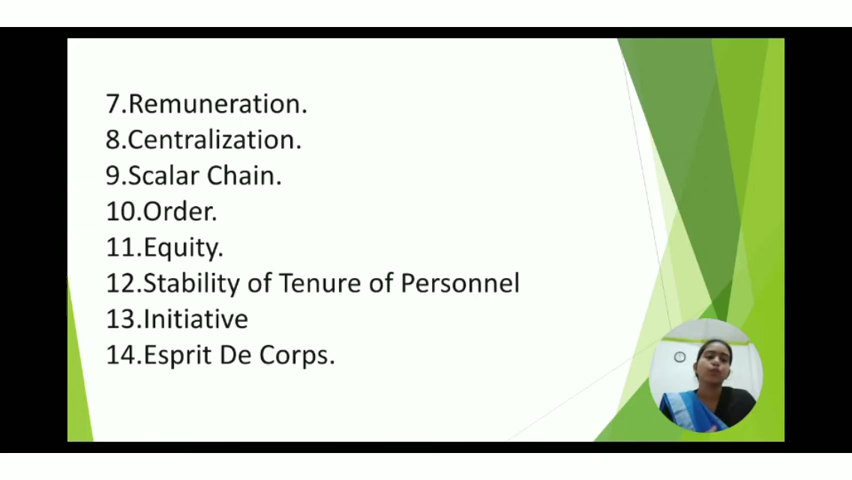 7.Remuneration.
8.Centralization.
9.Scalar Chain.
10.Order.
11.Equity.
12.Stability of Tenure of Personnel
13.Initiative
14.Esprit De Corps.